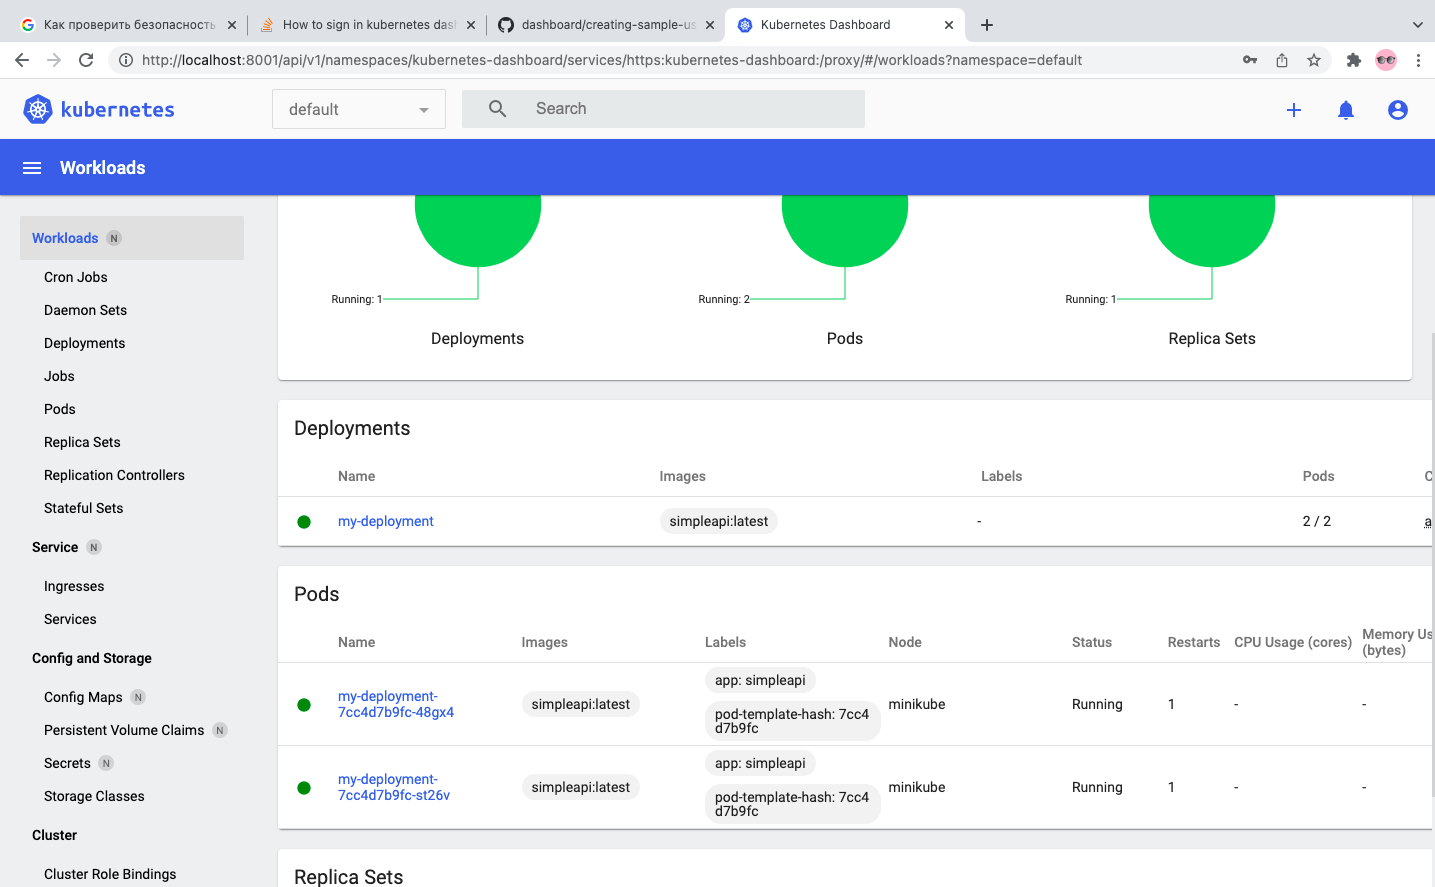 Как проверить безопасность
How to sign in kubernetes das
dashboard/creating-sample-us
Kubernetes Dashboard
http://localhost:8001/api/v1/namespaces/kubernetes-dashboard/services/https:kubernetes-dashboard:/proxy/#/workloads?namespace=default
kubernetes
default
Search
Workloads
Workloads N
Cron Jobs
Daemon Sets
Deployments
Jobs
Pods
Replica Sets
Replication Controllers
Stateful Sets
Service N
Ingresses
Services
Config and Storage
Config Maps N
Persistent Volume Claims N
Secrets N
Storage Classes
Cluster
Cluster Role Bindings
Running: 1
Running: 2
Running: 1
Deployments
Pods
Replica Sets
Deployments
Name Images Labels Pods C
my-deployment simpleapi:latest - 2 / 2 a
Pods
Name Images Labels Node Status Restarts CPU Usage (cores) Memory Us
(bytes)
app: simpleapi
my-deployment-
7cc4d7b9fc-48gx4 simpleapi:latest minikube Running 1 - -
pod-template-hash: 7cc4
d7b9fc
app: simpleapi
my-deployment-
7cc4d7b9fc-st26v simpleapi:latest minikube Running 1 - -
pod-template-hash: 7cc4
d7b9fc
Replica Sets